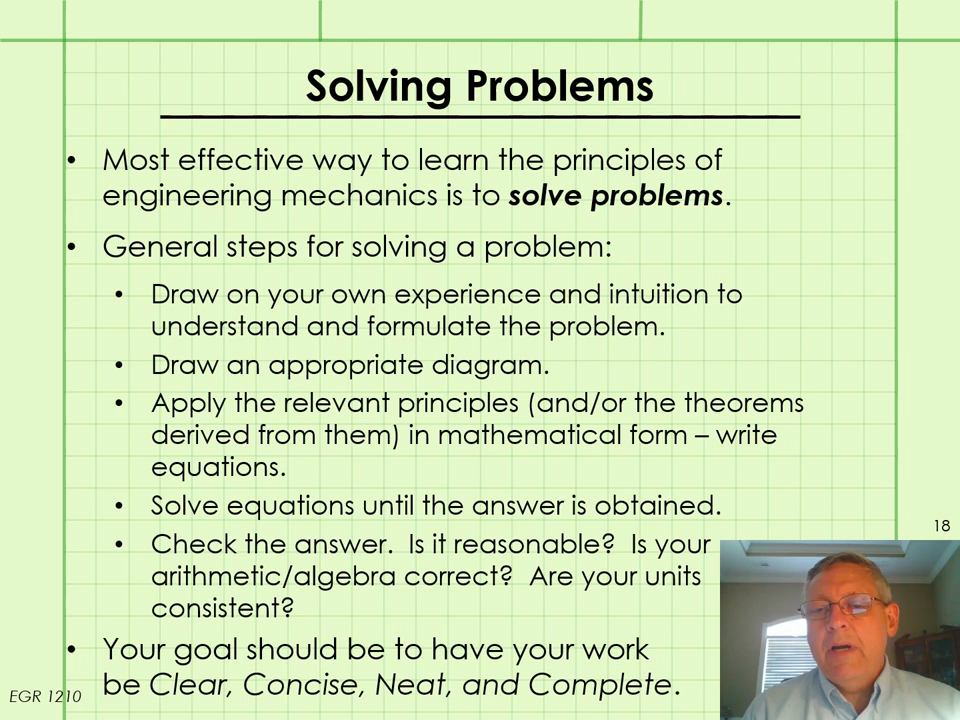 Solving Problems
• Most effective way to learn the principles of
engineering mechanics is to solve problems.
• General steps for solving a problem:
• Draw on your own experience and intuition to
understand and formulate the problem.
• Draw an appropriate diagram.
• Apply the relevant principles (and/or the theorems
derived from them) in mathematical form – write
equations.
• Solve equations until the answer is obtained.
• Check the answer.  Is it reasonable?  Is your
arithmetic/algebra correct?  Are your units
consistent?
• Your goal should be to have your work
be Clear, Concise, Neat, and Complete.
18
EGR 1210